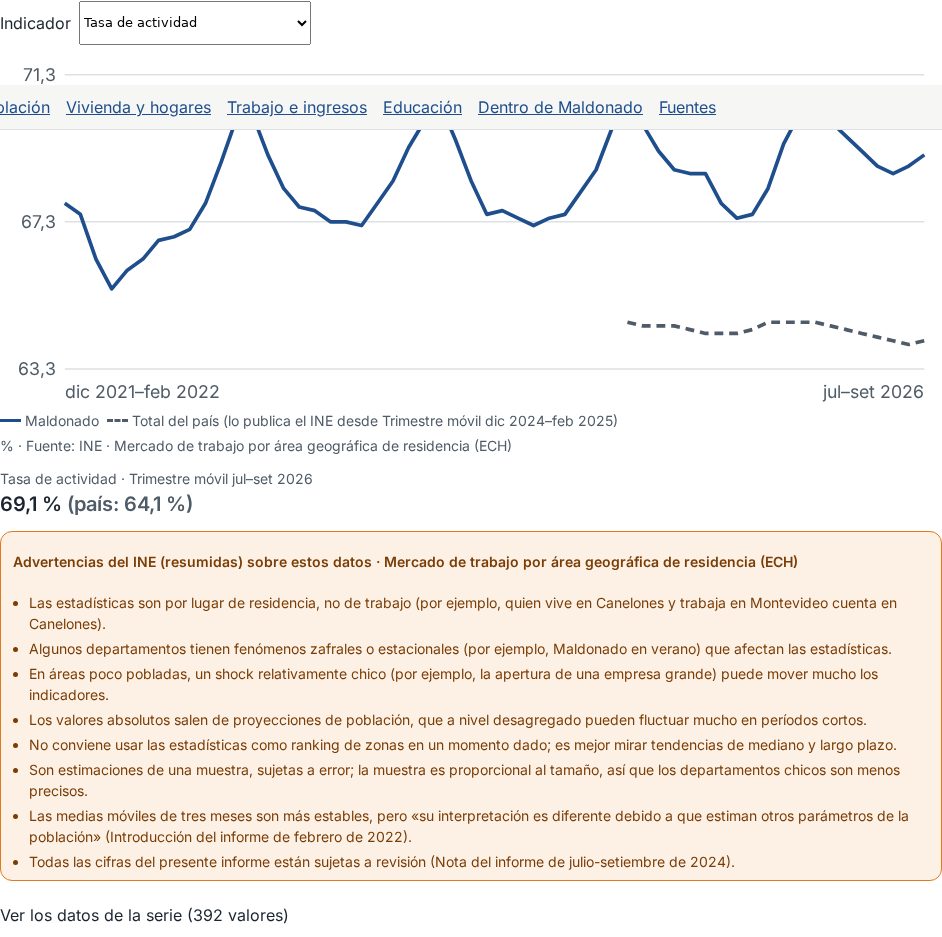 Indicador Tasa de actividad
71,3
Vivienda y hogares Trabajo e ingresos Educación Dentro de Maldonado Fuentes
67,3
63,3
dic 2021–feb 2022 jul–set 2026
Maldonado Total del país (lo publica el INE desde Trimestre móvil dic 2024–feb 2025)
% · Fuente: INE · Mercado de trabajo por área geográfica de residencia (ECH)
Tasa de actividad · Trimestre móvil jul–set 2026
69,1 % (país: 64,1 %)
Advertencias del INE (resumidas) sobre estos datos · Mercado de trabajo por área geográfica de residencia (ECH)
• Las estadísticas son por lugar de residencia, no de trabajo (por ejemplo, quien vive en Canelones y trabaja en Montevideo cuenta en
Canelones).
• Algunos departamentos tienen fenómenos zafrales o estacionales (por ejemplo, Maldonado en verano) que afectan las estadísticas.
• En áreas poco pobladas, un shock relativamente chico (por ejemplo, la apertura de una empresa grande) puede mover mucho los
indicadores.
• Los valores absolutos salen de proyecciones de población, que a nivel desagregado pueden fluctuar mucho en períodos cortos.
• No conviene usar las estadísticas como ranking de zonas en un momento dado; es mejor mirar tendencias de mediano y largo plazo.
• Son estimaciones de una muestra, sujetas a error; la muestra es proporcional al tamaño, así que los departamentos chicos son menos
precisos.
• Las medias móviles de tres meses son más estables, pero «su interpretación es diferente debido a que estiman otros parámetros de la
población» (Introducción del informe de febrero de 2022).
• Todas las cifras del presente informe están sujetas a revisión (Nota del informe de julio-setiembre de 2024).
Ver los datos de la serie (392 valores)